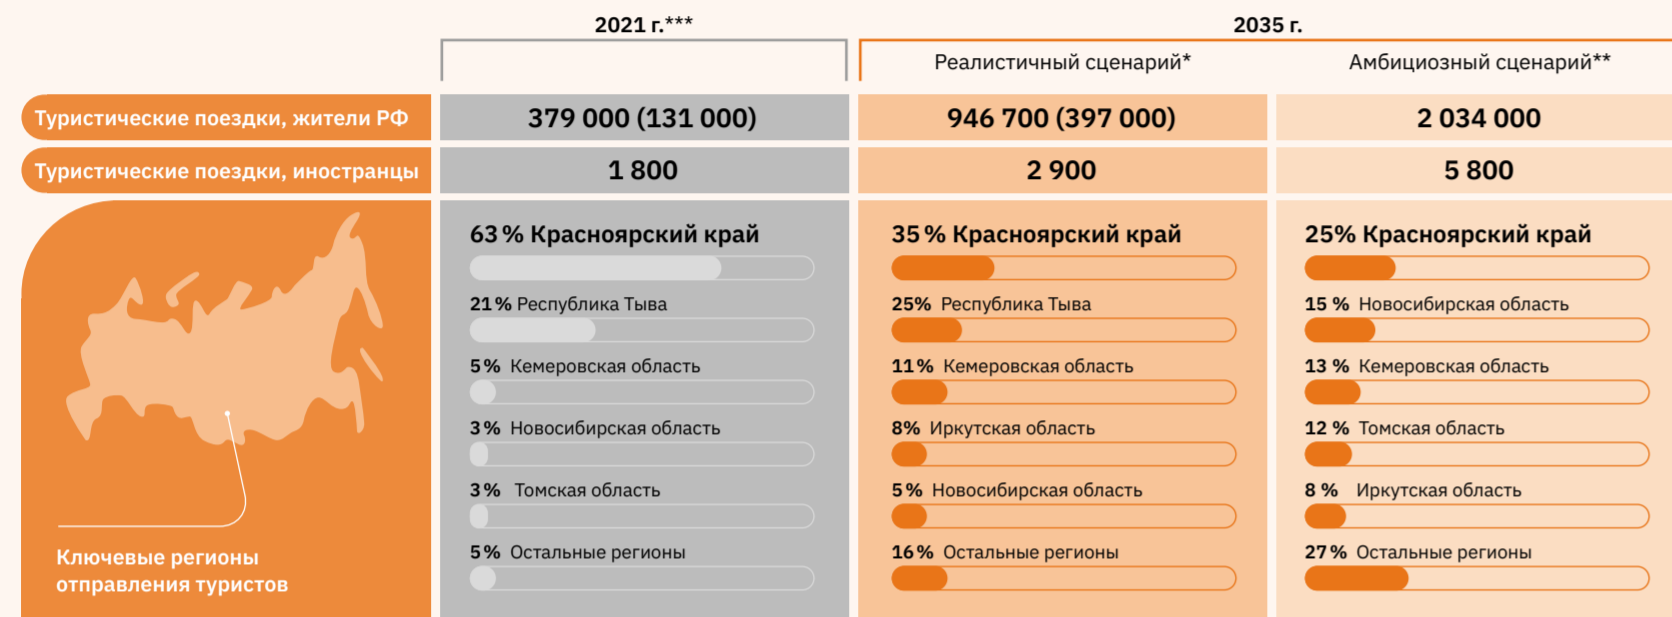 2021 г.***
2035 г.
Реалистичный сценарий*
Амбициозный сценарий**
Туристические поездки, жители РФ
379 000 (131 000)
946 700 (397 000)
2 034 000
Туристические поездки, иностранцы
1 800
2 900
5 800
Ключевые регионы
отправления туристов
63 % Красноярский край
21 % Республика Тыва
5 % Кемеровская область
3 % Новосибирская область
3 % Томская область
5 % Остальные регионы
35 % Красноярский край
25% Республика Тыва
11 % Кемеровская область
8% Иркутская область
5 % Новосибирская область
16 % Остальные регионы
25% Красноярский край
15 % Новосибирская область
13 % Кемеровская область
12 % Томская область
8 % Иркутская область
27 % Остальные регионы